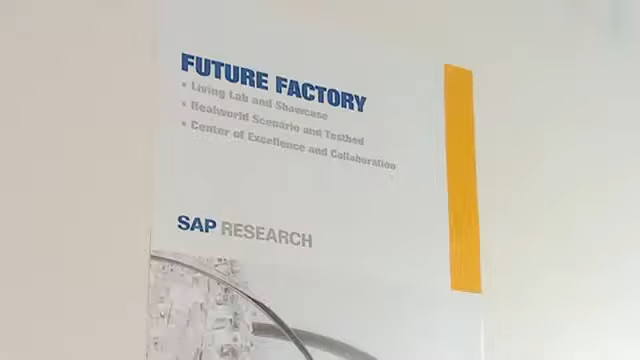 FUTURE FACTORY
• Living Lab and Showcase
• Realworld Scenario and Testbed
• Center of Excellence and Collaboration
SAP RESEARCH